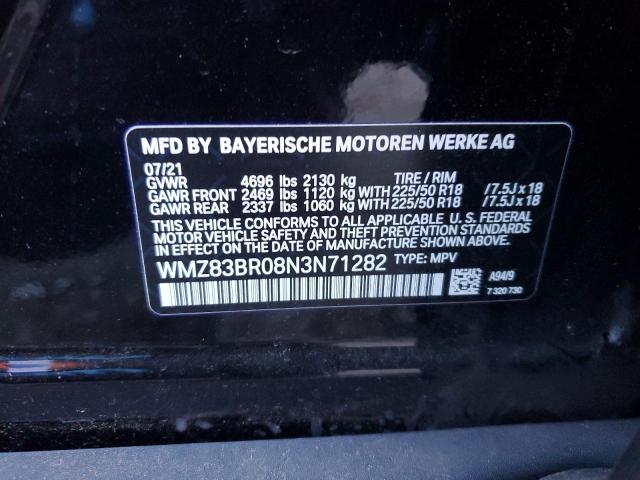 MFD BY BAYERISCHE MOTOREN WERKE AG
07/21
GVWR 4696 lbs 2130 kg TIRE / RIM
GAWR FRONT 2469 lbs 1120 kg WITH 225/50 R18 / 7.5J x 18
GAWR REAR 2337 lbs 1060 kg WITH 225/50 R18 / 7.5J x 18
THIS VEHICLE CONFORMS TO ALL APPLICABLE U. S. FEDERAL
MOTOR VEHICLE SAFETY AND THEFT PREVENTION STANDARDS
IN EFFECT ON THE DATE OF MANUFACTURE SHOWN ABOVE.
WMZ83BR08N3N71282 TYPE: MPV
A94/9
7 320 730